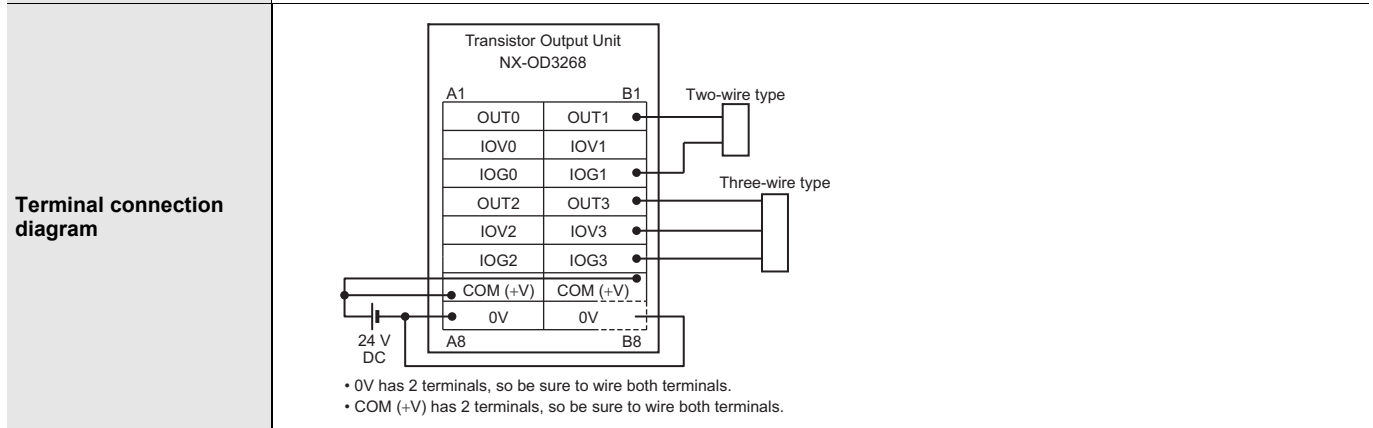 Terminal connection
diagram
Transistor Output Unit
NX-OD3268
A1 B1
Two-wire type
OUT0 OUT1
IOV0 IOV1
IOG0 IOG1
Three-wire type
OUT2 OUT3
IOV2 IOV3
IOG2 IOG3
COM (+V) COM (+V)
0V 0V
24 V
DC
A8 B8
• 0V has 2 terminals, so be sure to wire both terminals.
• COM (+V) has 2 terminals, so be sure to wire both terminals.